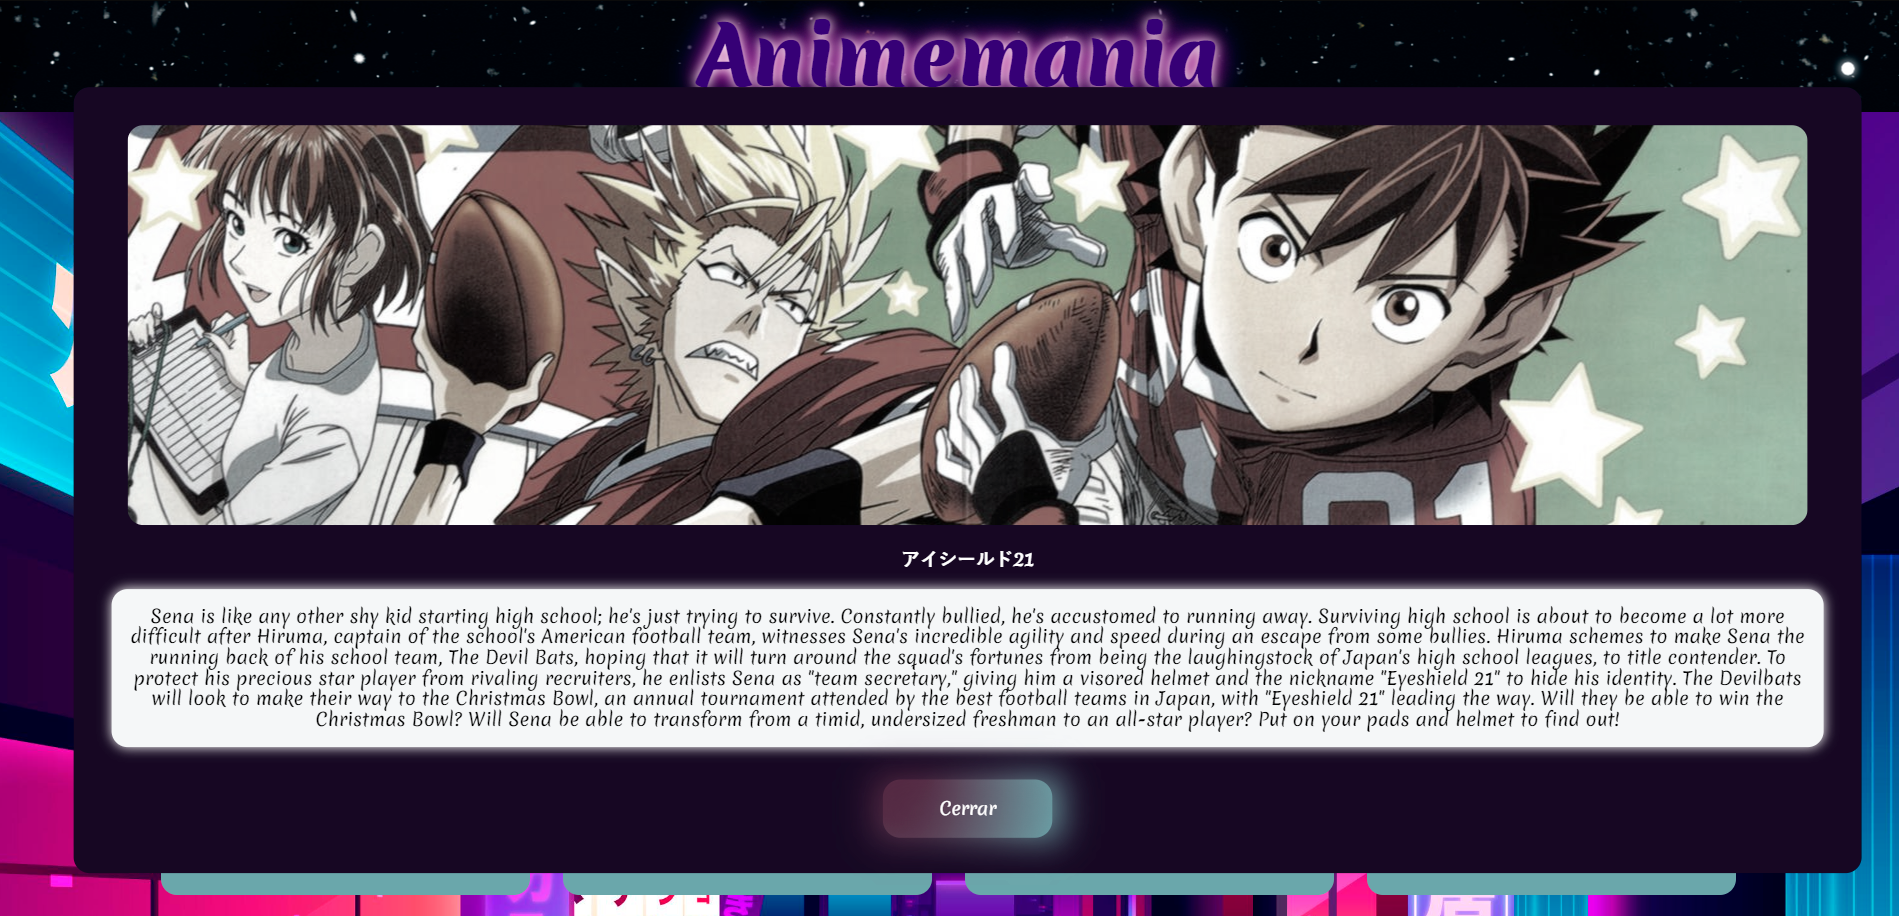 Animemania
アイシールド21
Sena is like any other shy kid starting high school; he's just trying to survive. Constantly bullied, he's accustomed to running away. Surviving high school is about to become a lot more
difficult after Hiruma, captain of the school's American football team, witnesses Sena's incredible agility and speed during an escape from some bullies. Hiruma schemes to make Sena the
running back of his school team, The Devil Bats, hoping that it will turn around the squad's fortunes from being the laughingstock of Japan's high school leagues, to title contender. To
protect his precious star player from rivaling recruiters, he enlists Sena as "team secretary," giving him a visored helmet and the nickname "Eyeshield 21" to hide his identity. The Devilbats
will look to make their way to the Christmas Bowl, an annual tournament attended by the best football teams in Japan, with "Eyeshield 21" leading the way. Will they be able to win the
Christmas Bowl? Will Sena be able to transform from a timid, undersized freshman to an all-star player? Put on your pads and helmet to find out!
Cerrar